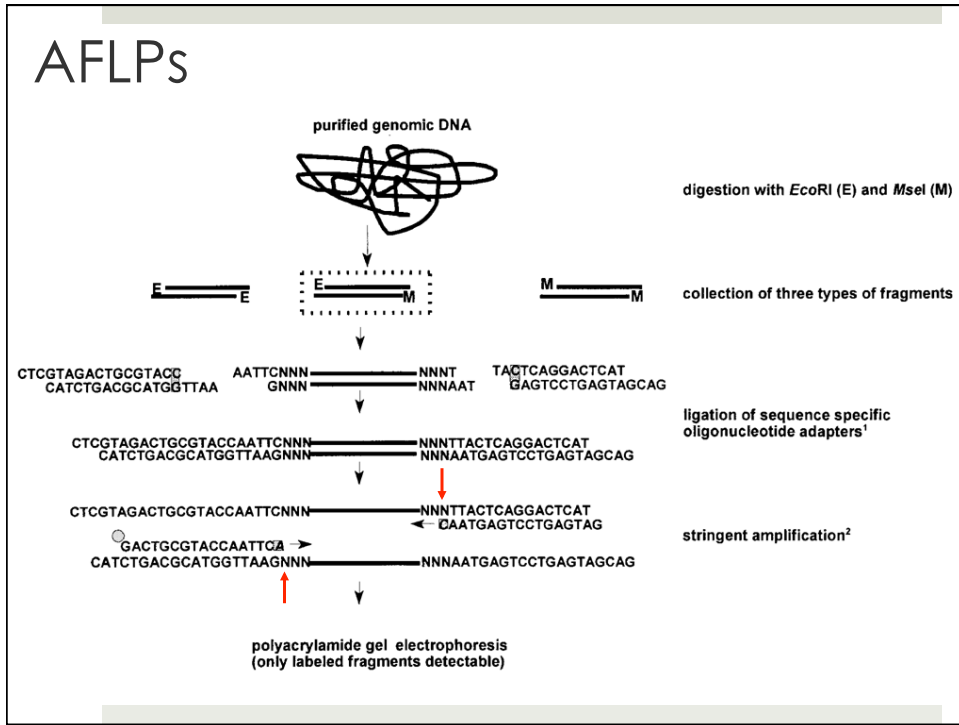 AFLPs
purified genomic DNA
digestion with EcoRI (E) and MseI (M)
E
E
E
M
M
M
collection of three types of fragments
CTCGTAGACTGCGTACC
CATCTGACGCATGGTTAA
AATTCNNN NNNT
GNNN NNNAAT
TACTCAGGACTCAT
GAGTCCTGAGTAGCAG
ligation of sequence specific
oligonucleotide adapters¹
CTCGTAGACTGCGTACCAATTCNNN NNNTTACTCAGGACTCAT
CATCTGACGCATGGTTAAGNNN NNNAATGAGTCCTGAGTAGCAG
CTCGTAGACTGCGTACCAATTCNNN NNNTTACTCAGGACTCAT
CAATGAGTCCTGAGTAG
stringent amplification²
GACTGCGTACCAATTCA
CATCTGACGCATGGTTAAGNNN NNNAATGAGTCCTGAGTAGCAG
polyacrylamide gel electrophoresis
(only labeled fragments detectable)